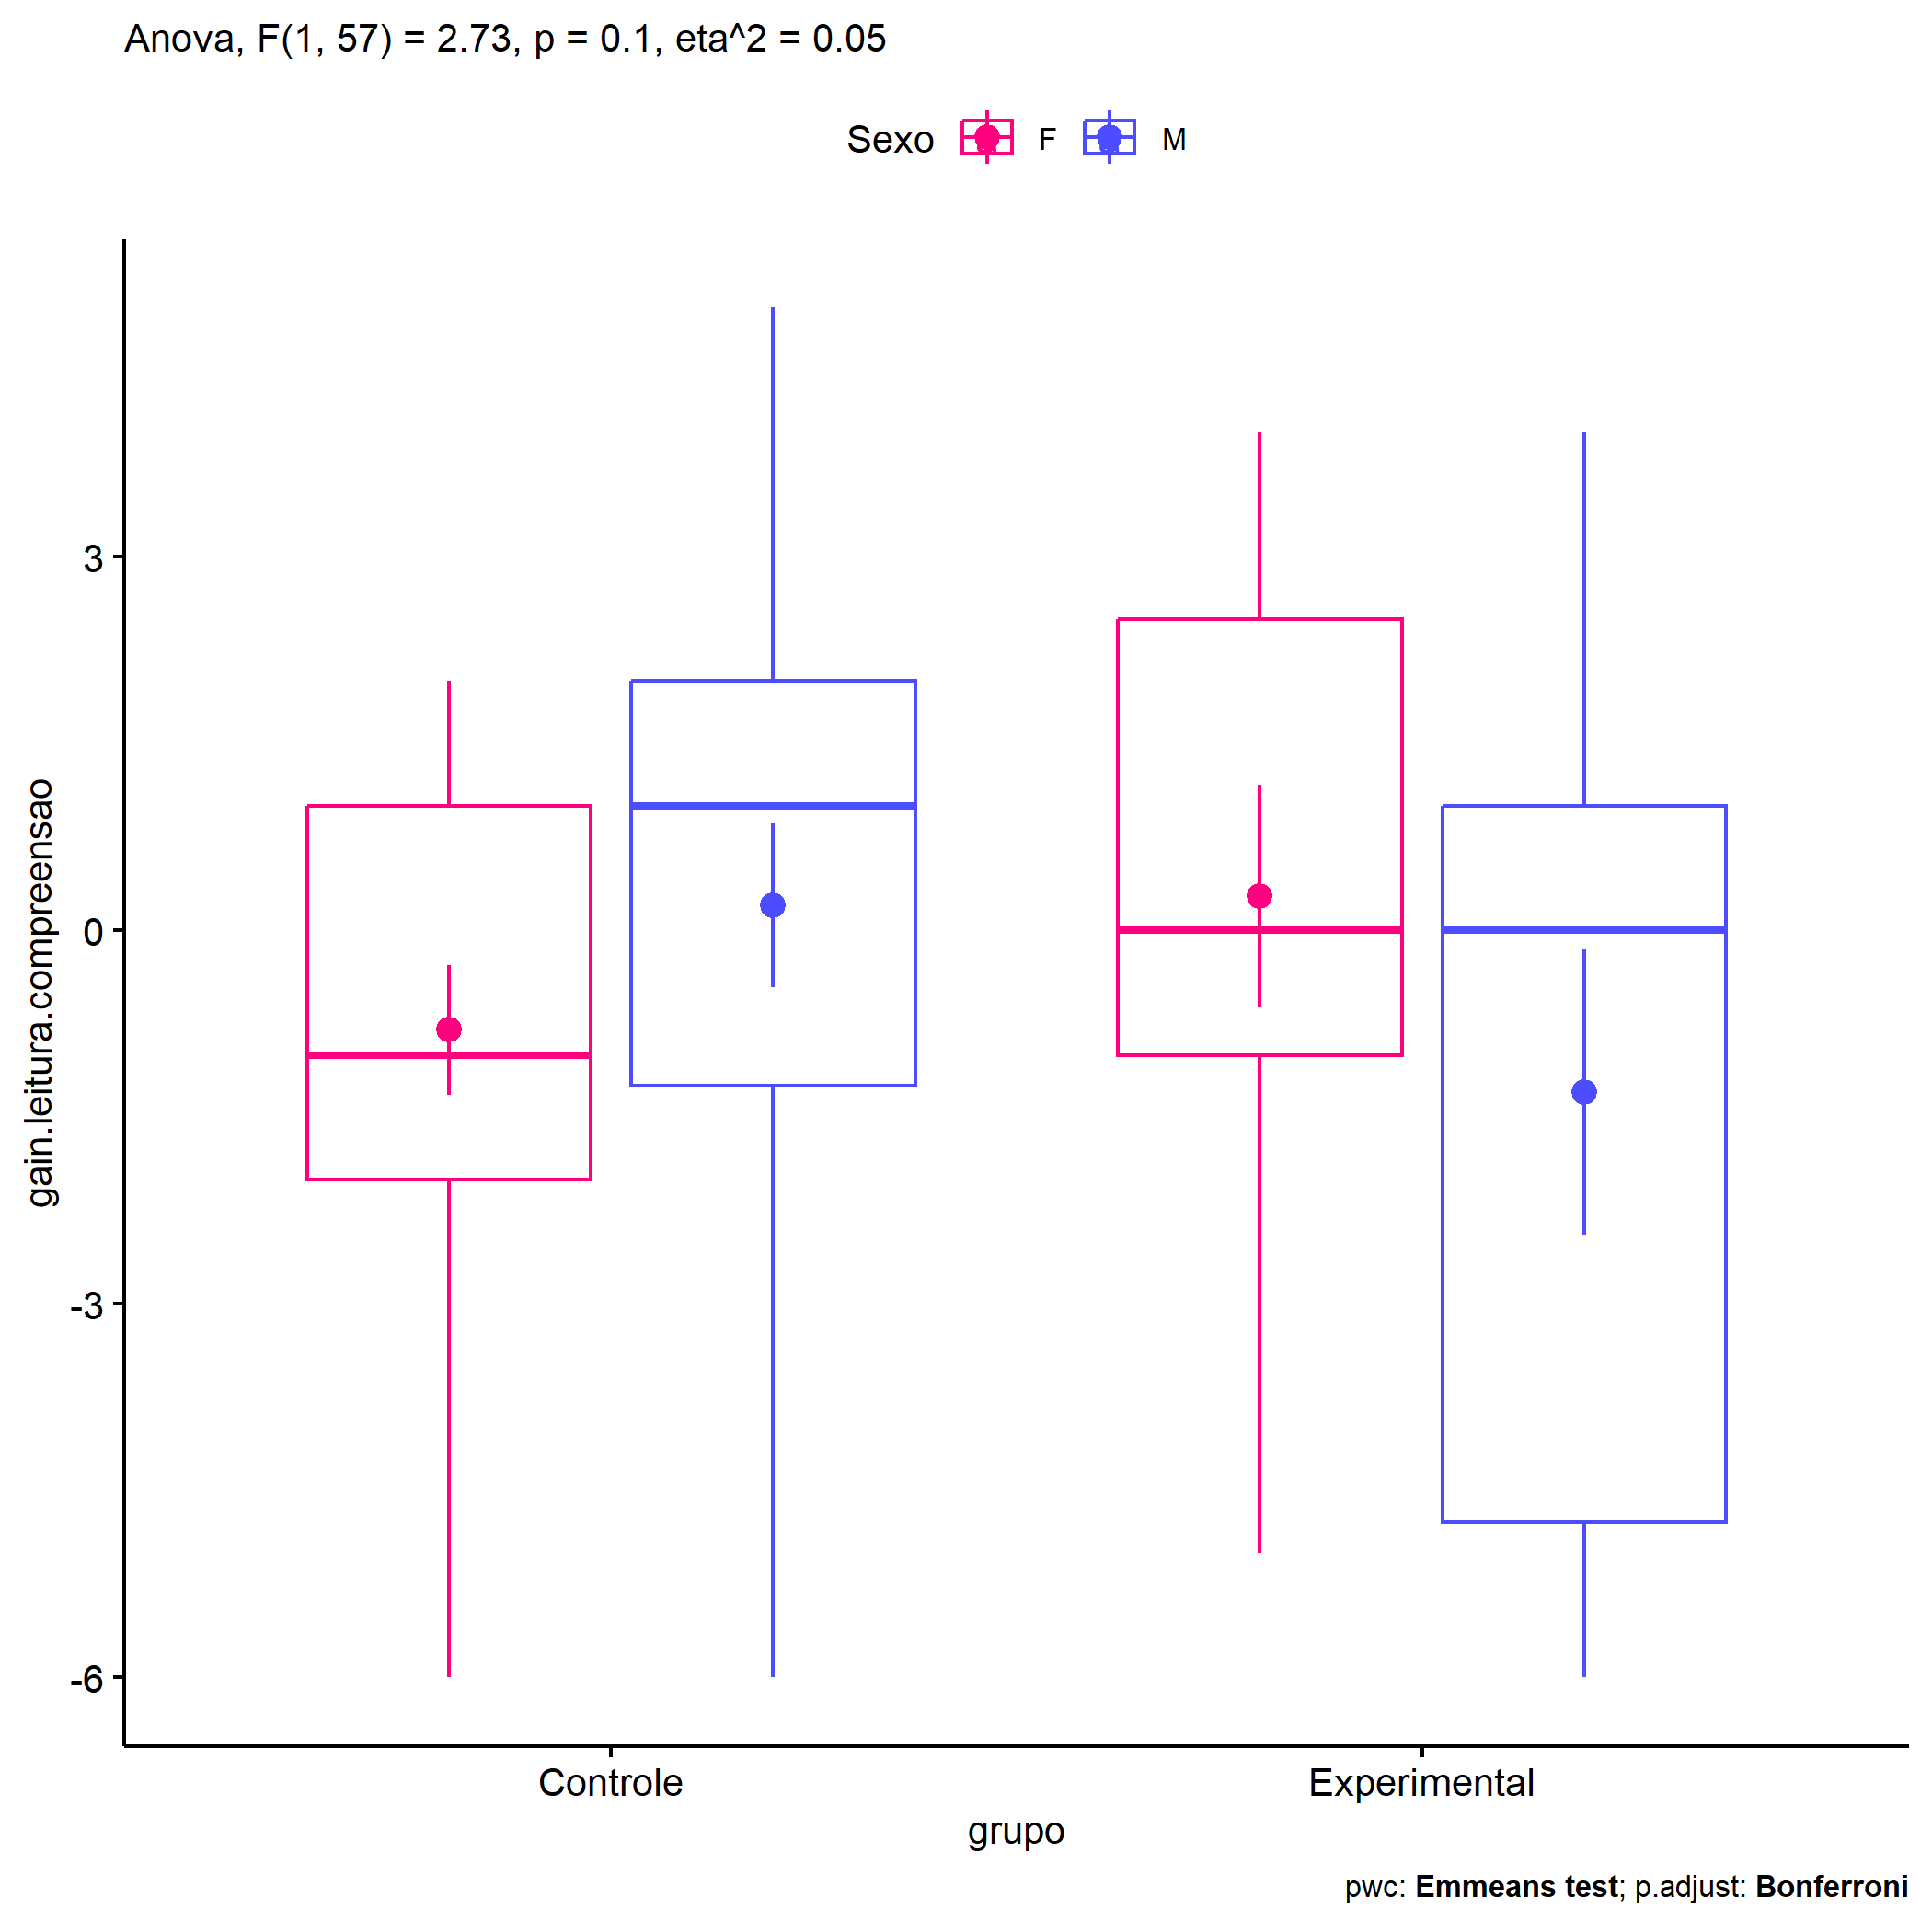 Anova, F(1, 57) = 2.73, p = 0.1, eta^2 = 0.05
Sexo F M
gain.leitura.compreensao
3
0
-3
-6
Controle Experimental
grupo
pwc: Emmeans test; p.adjust: Bonferroni